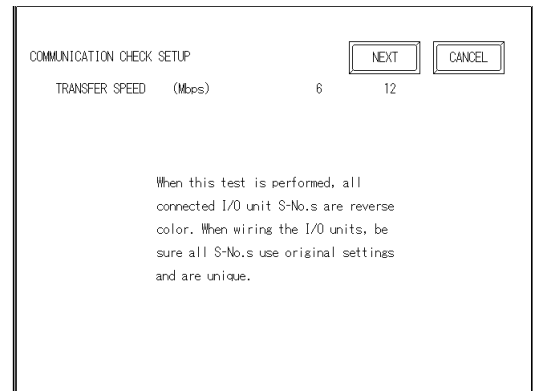 COMMUNICATION CHECK SETUP NEXT CANCEL
TRANSFER SPEED (Mbps) 6 12
When this test is performed, all
connected I/O unit S-No.s are reverse
color. When wiring the I/O units, be
sure all S-No.s use original settings
and are unique.